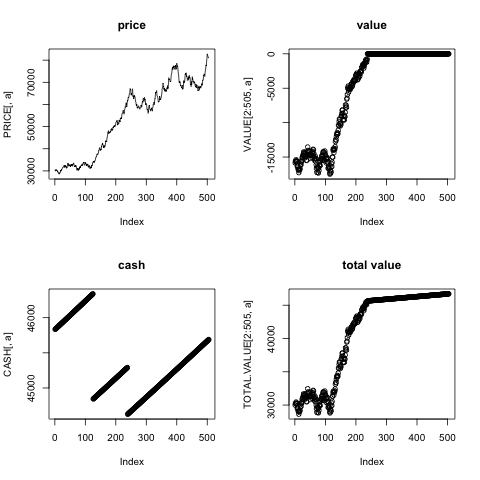 price
PRICE[, a]
30000 50000 70000
0 100 200 300 400 500
Index
value
VALUE[2:505, a]
-15000 -5000 0
0 100 200 300 400 500
Index
cash
CASH[, a]
45000 46000
0 100 200 300 400 500
Index
total value
TOTAL.VALUE[2:505, a]
30000 40000
0 100 200 300 400 500
Index